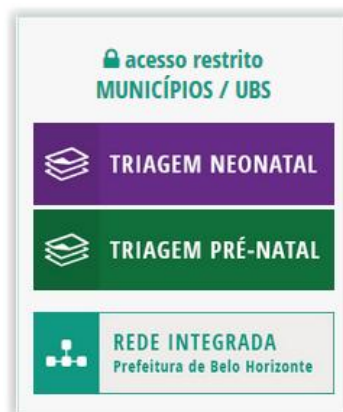 acesso restrito
MUNICÍPIOS / UBS
TRIAGEM NEONATAL
TRIAGEM PRÉ-NATAL
REDE INTEGRADA
Prefeitura de Belo Horizonte